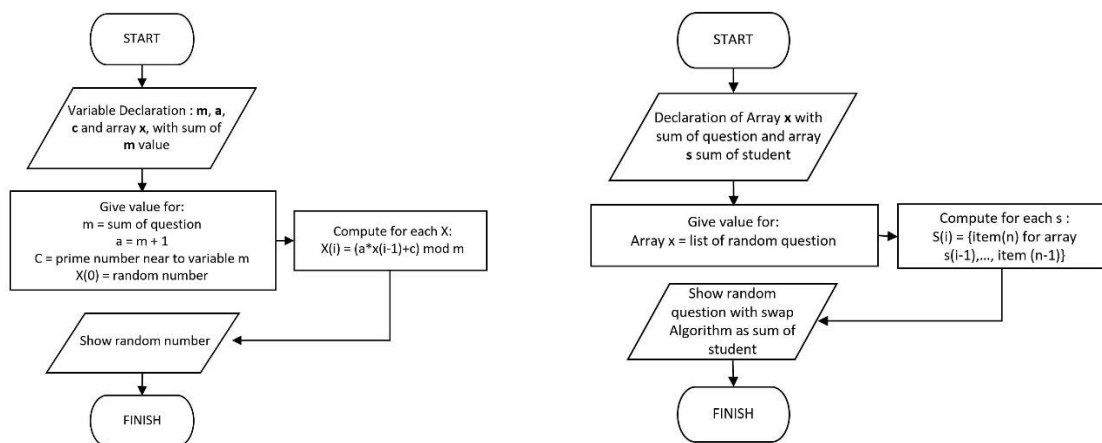 START
Variable Declaration : m, a,
c and array x, with sum of
m value
Give value for:
m = sum of question
a = m + 1
C = prime number near to variable m
X(0) = random number
Compute for each X:
X(i) = (a*x(i-1)+c) mod m
Show random number
FINISH
START
Declaration of Array x with
sum of question and array
s sum of student
Give value for:
Array x = list of random question
Compute for each s :
S(i) = {item(n) for array
s(i-1),..., item (n-1)}
Show random
question with swap
Algorithm as sum of
student
FINISH